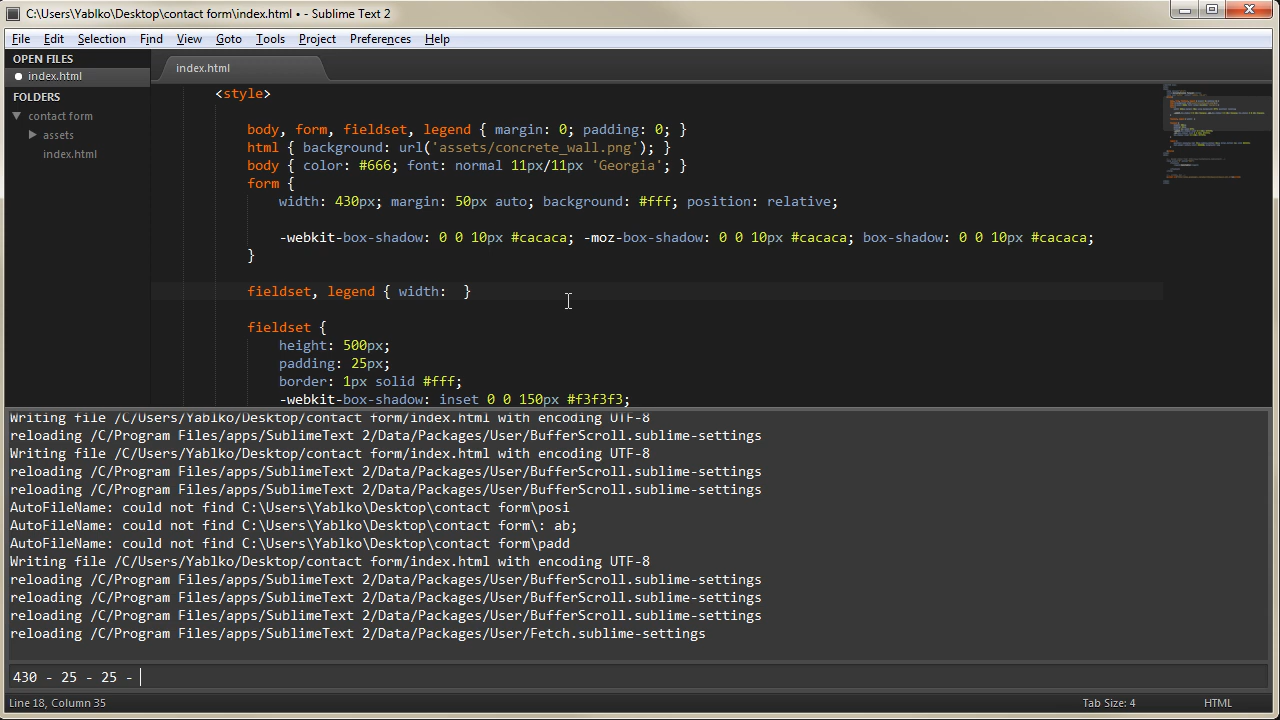 C:\Users\Yablko\Desktop\contact form\index.html • - Sublime Text 2
File Edit Selection Find View Goto Tools Project Preferences Help
OPEN FILES
index.html
FOLDERS
contact form
assets
index.html
index.html
<style>
body, form, fieldset, legend { margin: 0; padding: 0; }
html { background: url('assets/concrete_wall.png'); }
body { color: #666; font: normal 11px/11px 'Georgia'; }
form {
width: 430px; margin: 50px auto; background: #fff; position: relative;
-webkit-box-shadow: 0 0 10px #cacaca; -moz-box-shadow: 0 0 10px #cacaca; box-shadow: 0 0 10px #cacaca;
}
fieldset, legend { width:  }
fieldset {
height: 500px;
padding: 25px;
border: 1px solid #fff;
-webkit-box-shadow: inset 0 0 150px #f3f3f3;
Writing file /C/Users/Yablko/Desktop/contact form/index.html with encoding UTF-8
reloading /C/Program Files/apps/SublimeText 2/Data/Packages/User/BufferScroll.sublime-settings
Writing file /C/Users/Yablko/Desktop/contact form/index.html with encoding UTF-8
reloading /C/Program Files/apps/SublimeText 2/Data/Packages/User/BufferScroll.sublime-settings
reloading /C/Program Files/apps/SublimeText 2/Data/Packages/User/BufferScroll.sublime-settings
AutoFileName: could not find C:\Users\Yablko\Desktop\contact form\posi
AutoFileName: could not find C:\Users\Yablko\Desktop\contact form\: ab;
AutoFileName: could not find C:\Users\Yablko\Desktop\contact form\padd
Writing file /C/Users/Yablko/Desktop/contact form/index.html with encoding UTF-8
reloading /C/Program Files/apps/SublimeText 2/Data/Packages/User/BufferScroll.sublime-settings
reloading /C/Program Files/apps/SublimeText 2/Data/Packages/User/BufferScroll.sublime-settings
reloading /C/Program Files/apps/SublimeText 2/Data/Packages/User/BufferScroll.sublime-settings
reloading /C/Program Files/apps/SublimeText 2/Data/Packages/User/Fetch.sublime-settings
430 - 25 - 25 -
Line 18, Column 35 Tab Size: 4 HTML